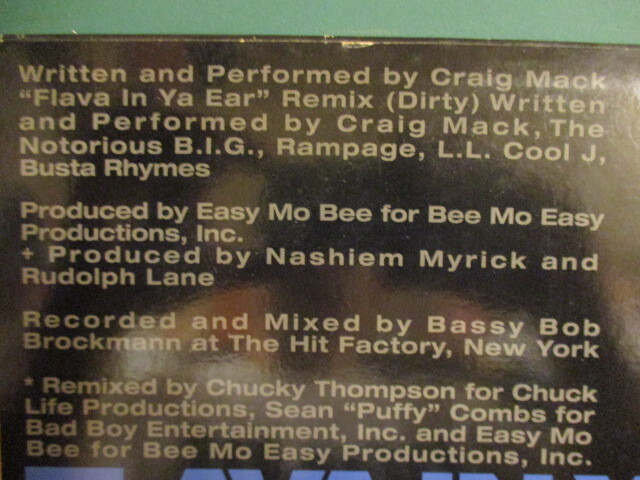 Written and Performed by Craig Mack
“Flava In Ya Ear” Remix (Dirty) Written
and Performed by Craig Mack, The
Notorious B.I.G., Rampage, L.L. Cool J,
Busta Rhymes
Produced by Easy Mo Bee for Bee Mo Easy
Productions, Inc.
+ Produced by Nashiem Myrick and
Rudolph Lane
Recorded and Mixed by Bassy Bob
Brockmann at The Hit Factory, New York
* Remixed by Chucky Thompson for Chuck
Life Productions, Sean “Puffy” Combs for
Bad Boy Entertainment, Inc. and Easy Mo
Bee for Bee Mo Easy Productions, Inc.